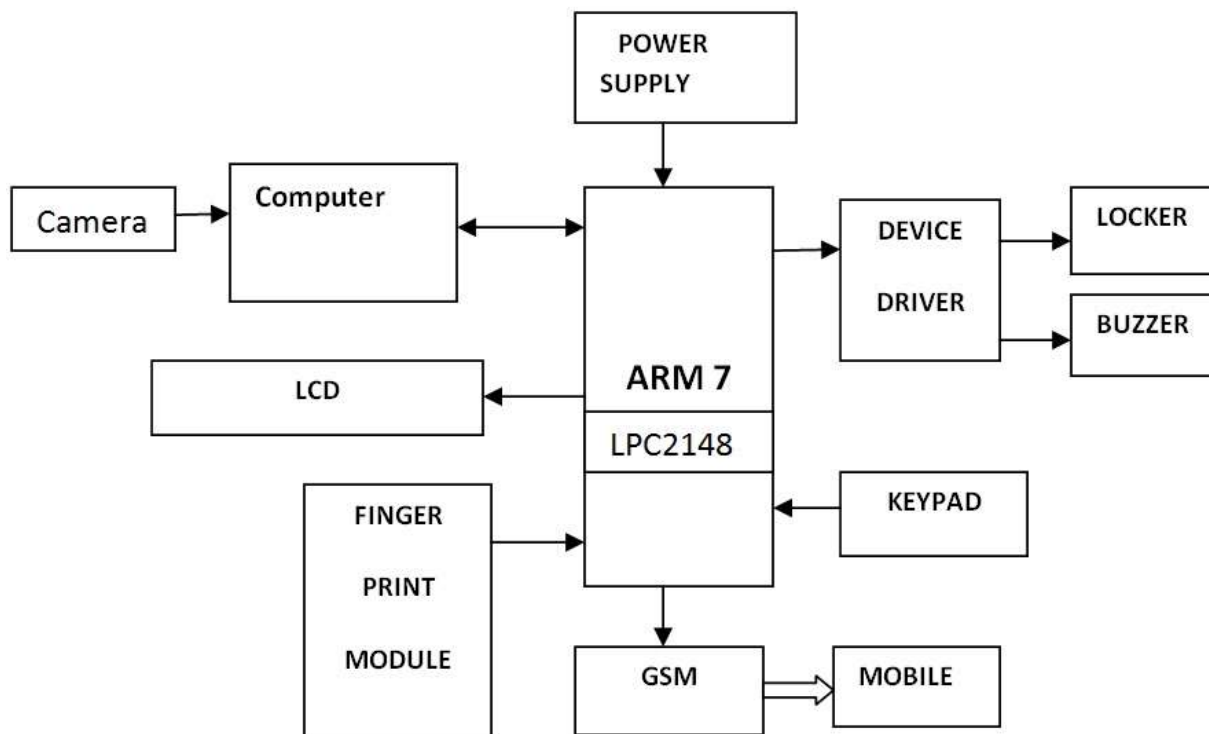 POWER
SUPPLY
Camera
Computer
DEVICE
DRIVER
LOCKER
BUZZER
LCD
ARM 7
LPC2148
KEYPAD
FINGER
PRINT
MODULE
GSM
MOBILE